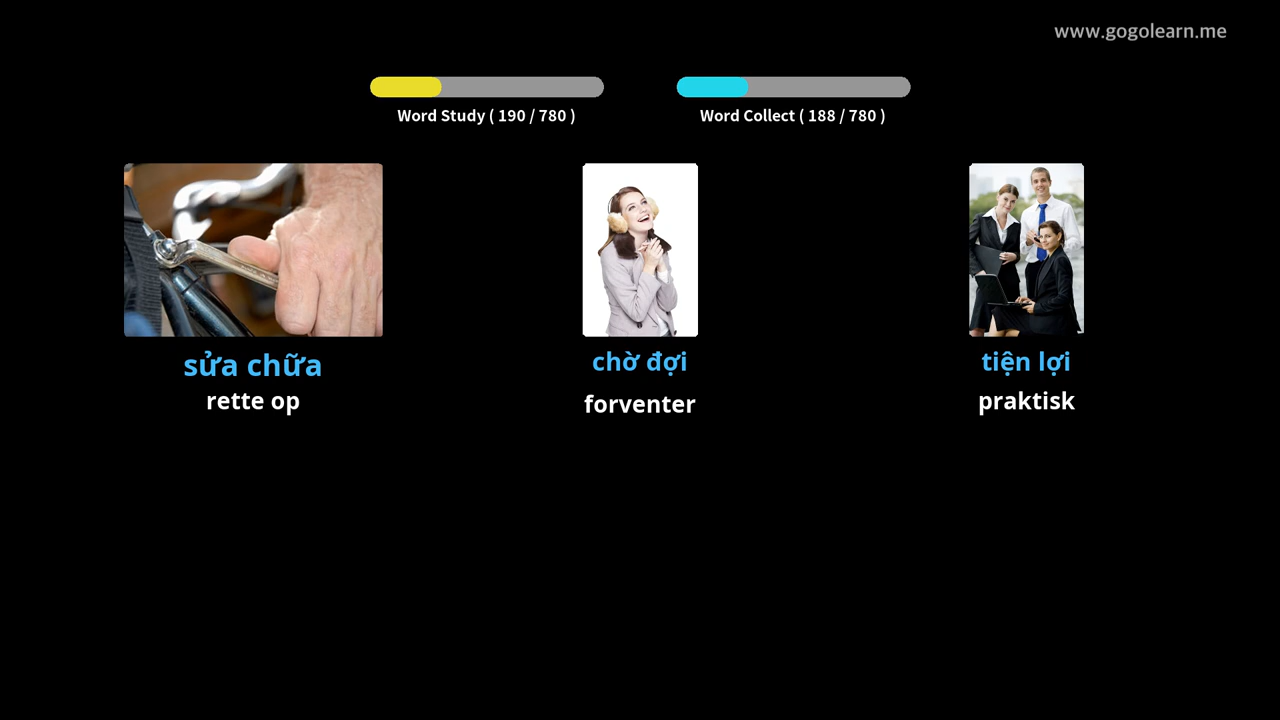 www.gogolearn.me
Word Study ( 190 / 780 )
Word Collect ( 188 / 780 )
sửa chữa
rette op
chờ đợi
forventer
tiện lợi
praktisk